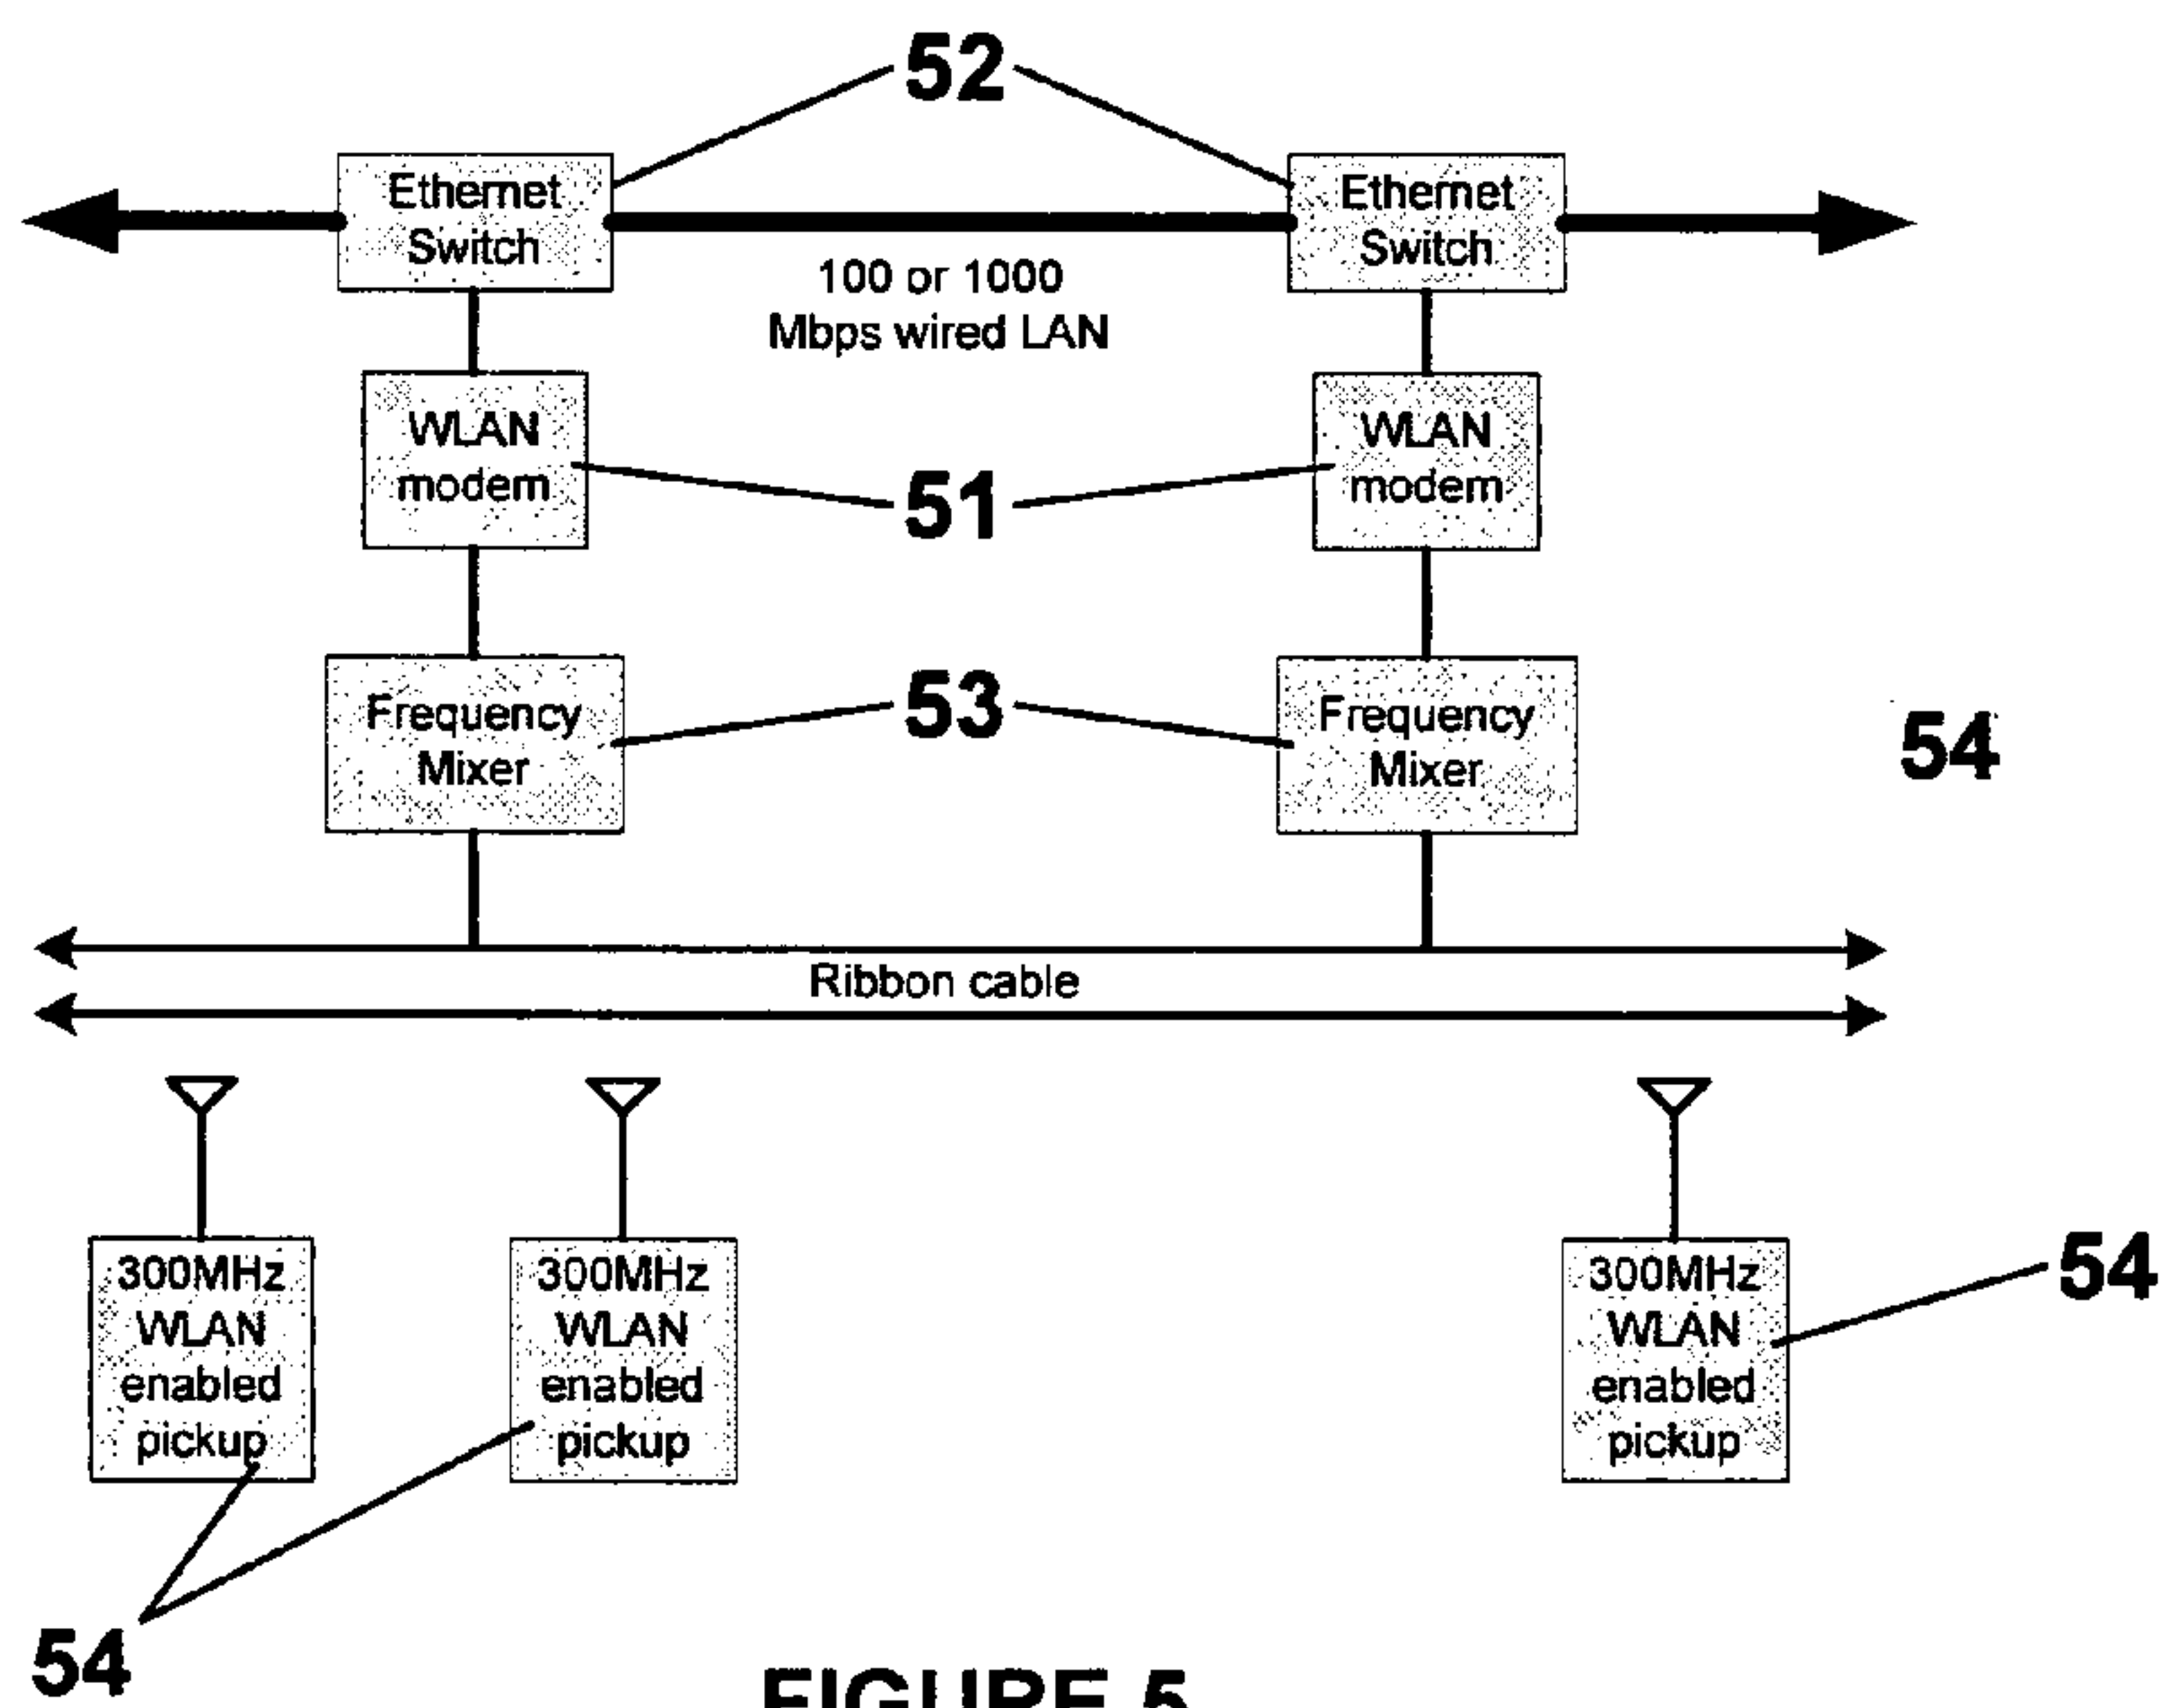 52
Ethernet
Switch
Ethernet
Switch
100 or 1000
Mbps wired LAN
WLAN
modem
51
WLAN
modem
Frequency
Mixer
53
Frequency
Mixer
54
Ribbon cable
300MHz
WLAN
enabled
pickup
300MHz
WLAN
enabled
pickup
300MHz
WLAN
enabled
pickup
54
54
FIGURE 5